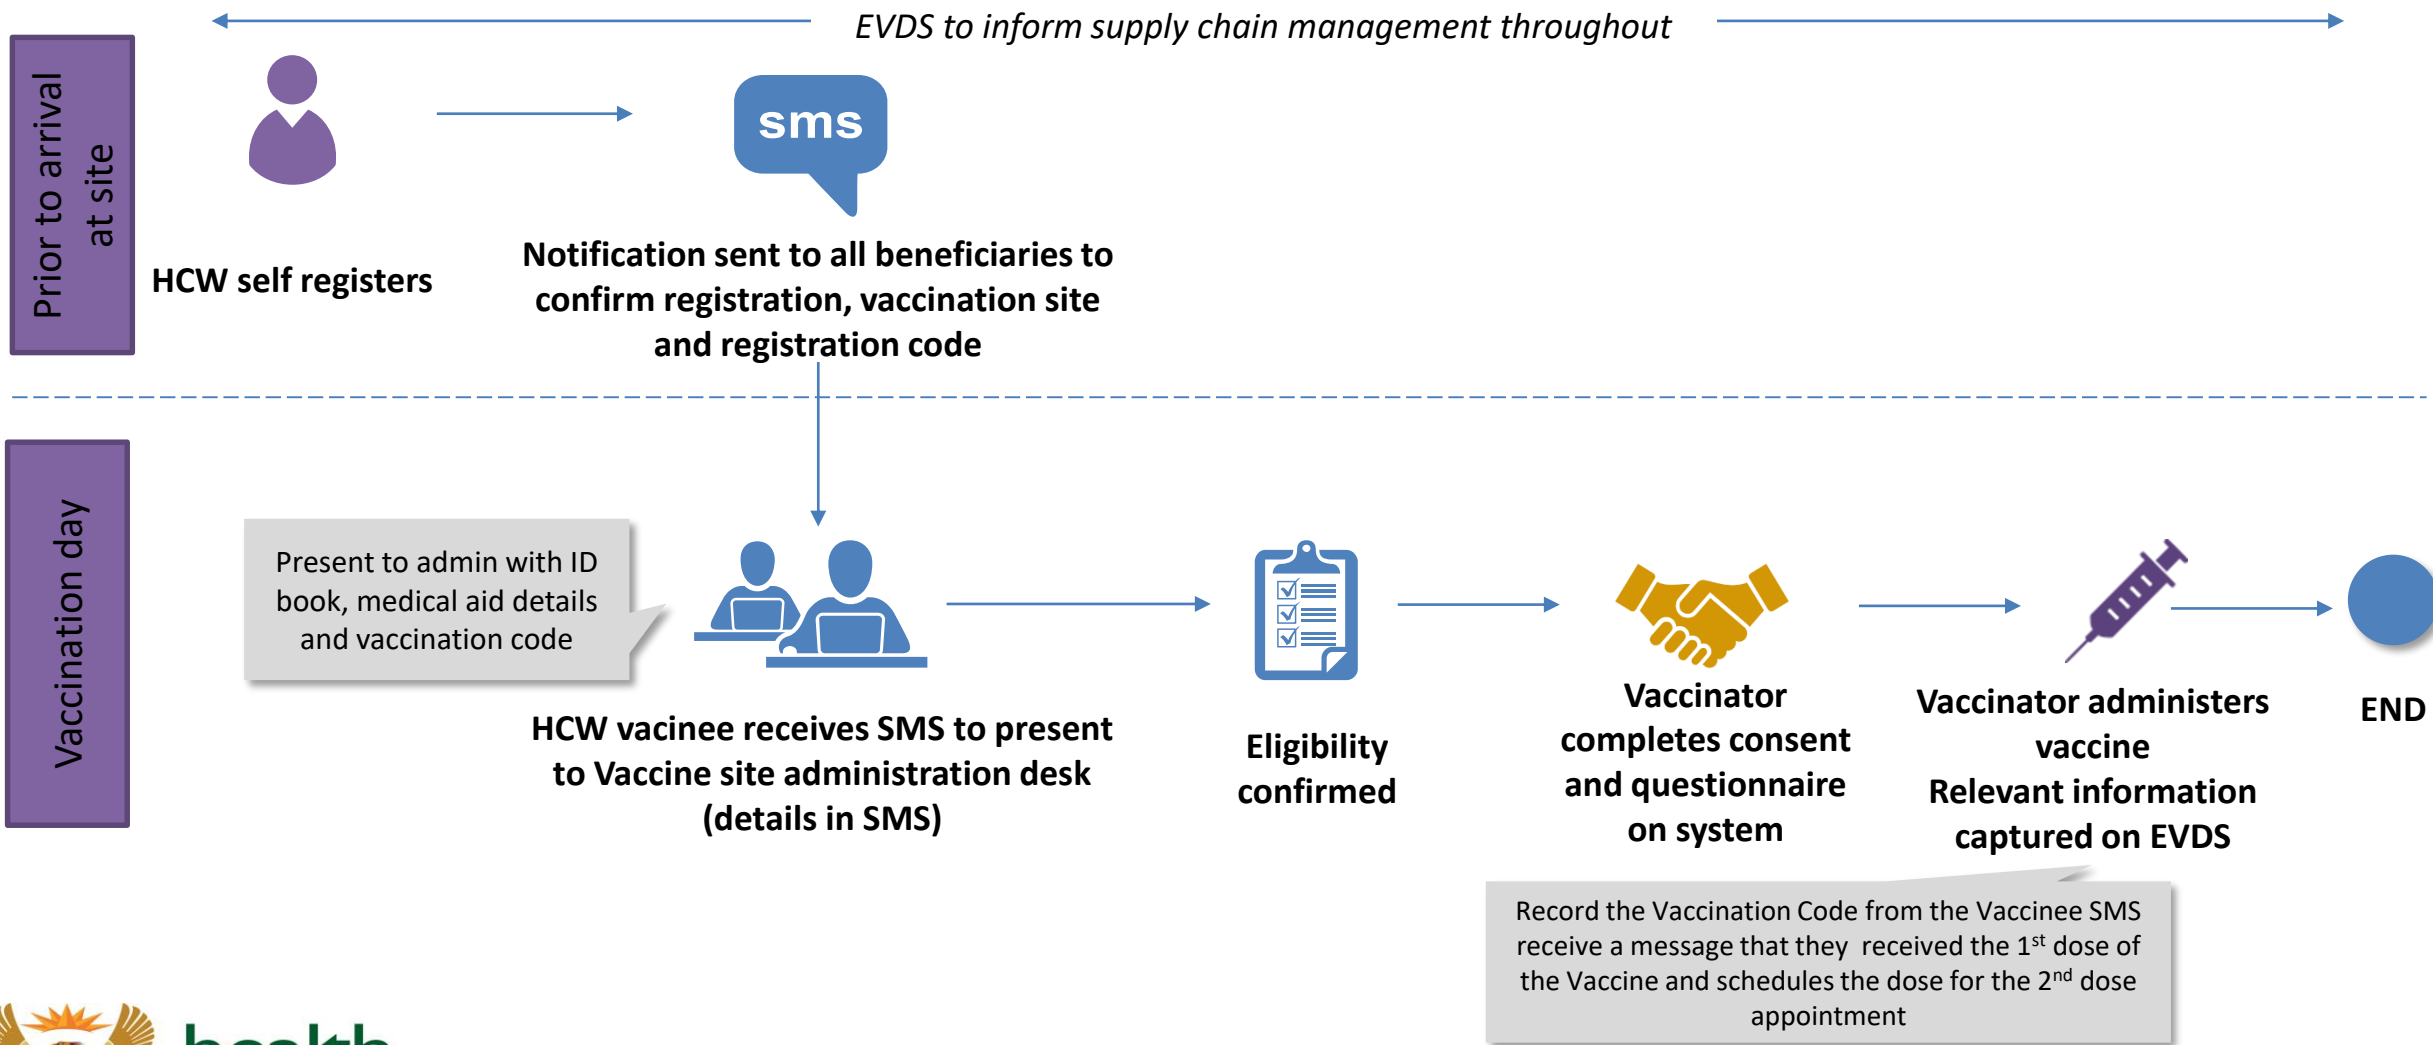 EVDS to inform supply chain management throughout
Prior to arrival
at site
sms
HCW self registers
Notification sent to all beneficiaries to
confirm registration, vaccination site
and registration code
Vaccination day
Present to admin with ID
book, medical aid details
and vaccination code
HCW vacinee receives SMS to present
to Vaccine site administration desk
(details in SMS)
Eligibility
confirmed
Vaccinator
completes consent
and questionnaire
on system
Vaccinator administers
vaccine
Relevant information
captured on EVDS
END
Record the Vaccination Code from the Vaccinee SMS
receive a message that they received the 1st dose of
the Vaccine and schedules the dose for the 2nd dose
appointment
health